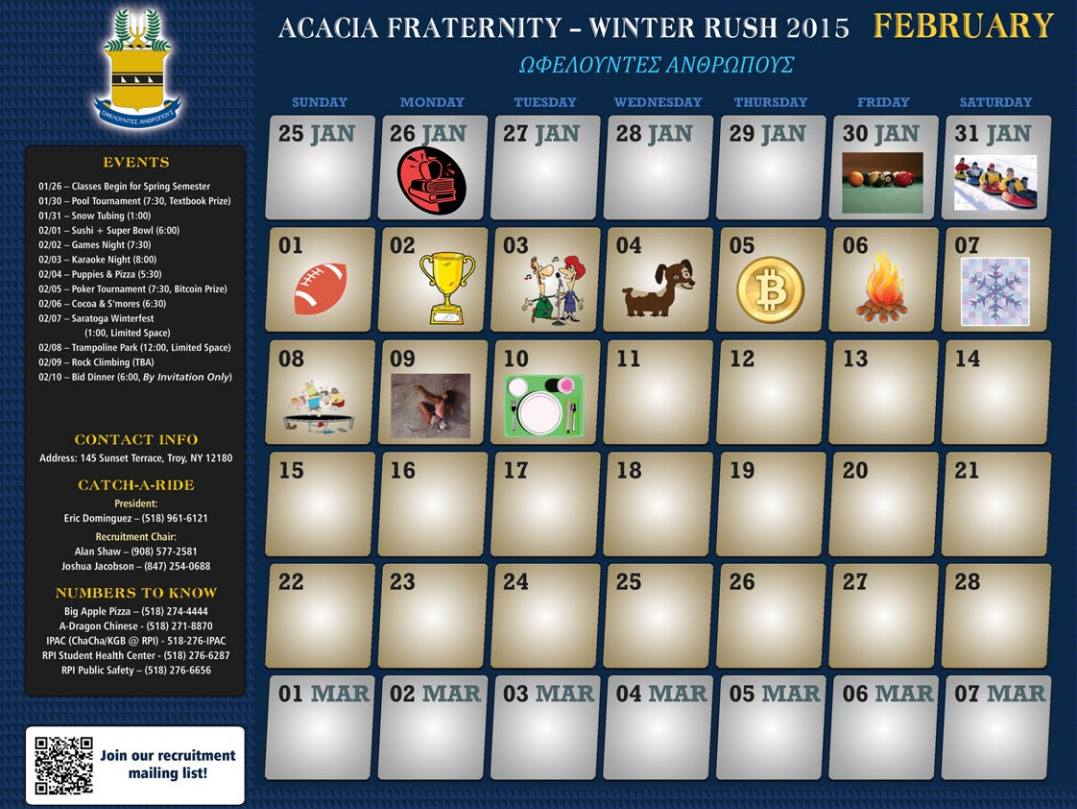 ACACIA FRATERNITY – WINTER RUSH 2015 FEBRUARY
ΩΦΕΛΟΥΝΤΕΣ ΑΝΘΡΩΠΟΥΣ
ΩΦΕΛΟΥΝΤΕΣ ΑΝΘΡΩΠΟΥΣ
EVENTS
01/26 – Classes Begin for Spring Semester
01/30 – Pool Tournament (7:30, Textbook Prize)
01/31 – Snow Tubing (1:00)
02/01 – Sushi + Super Bowl (6:00)
02/02 – Games Night (7:30)
02/03 – Karaoke Night (8:00)
02/04 – Puppies & Pizza (5:30)
02/05 – Poker Tournament (7:30, Bitcoin Prize)
02/06 – Cocoa & S'mores (6:30)
02/07 – Saratoga Winterfest
(1:00, Limited Space)
02/08 – Trampoline Park (12:00, Limited Space)
02/09 – Rock Climbing (TBA)
02/10 – Bid Dinner (6:00, By Invitation Only)
CONTACT INFO
Address: 145 Sunset Terrace, Troy, NY 12180
CATCH-A-RIDE
President:
Eric Dominguez – (518) 961-6121
Recruitment Chair:
Alan Shaw – (908) 577-2581
Joshua Jacobson – (847) 254-0688
NUMBERS TO KNOW
Big Apple Pizza – (518) 274-4444
A-Dragon Chinese - (518) 271-8870
IPAC (ChaCha/KGB @ RPI) - 518-276-IPAC
RPI Student Health Center - (518) 276-6287
RPI Public Safety – (518) 276-6656
Join our recruitment
mailing list!
SUNDAY MONDAY TUESDAY WEDNESDAY THURSDAY FRIDAY SATURDAY
25 JAN 26 JAN 27 JAN 28 JAN 29 JAN 30 JAN 31 JAN
01 02 03 04 05 06 07
08 09 10 11 12 13 14
15 16 17 18 19 20 21
22 23 24 25 26 27 28
01 MAR 02 MAR 03 MAR 04 MAR 05 MAR 06 MAR 07 MAR